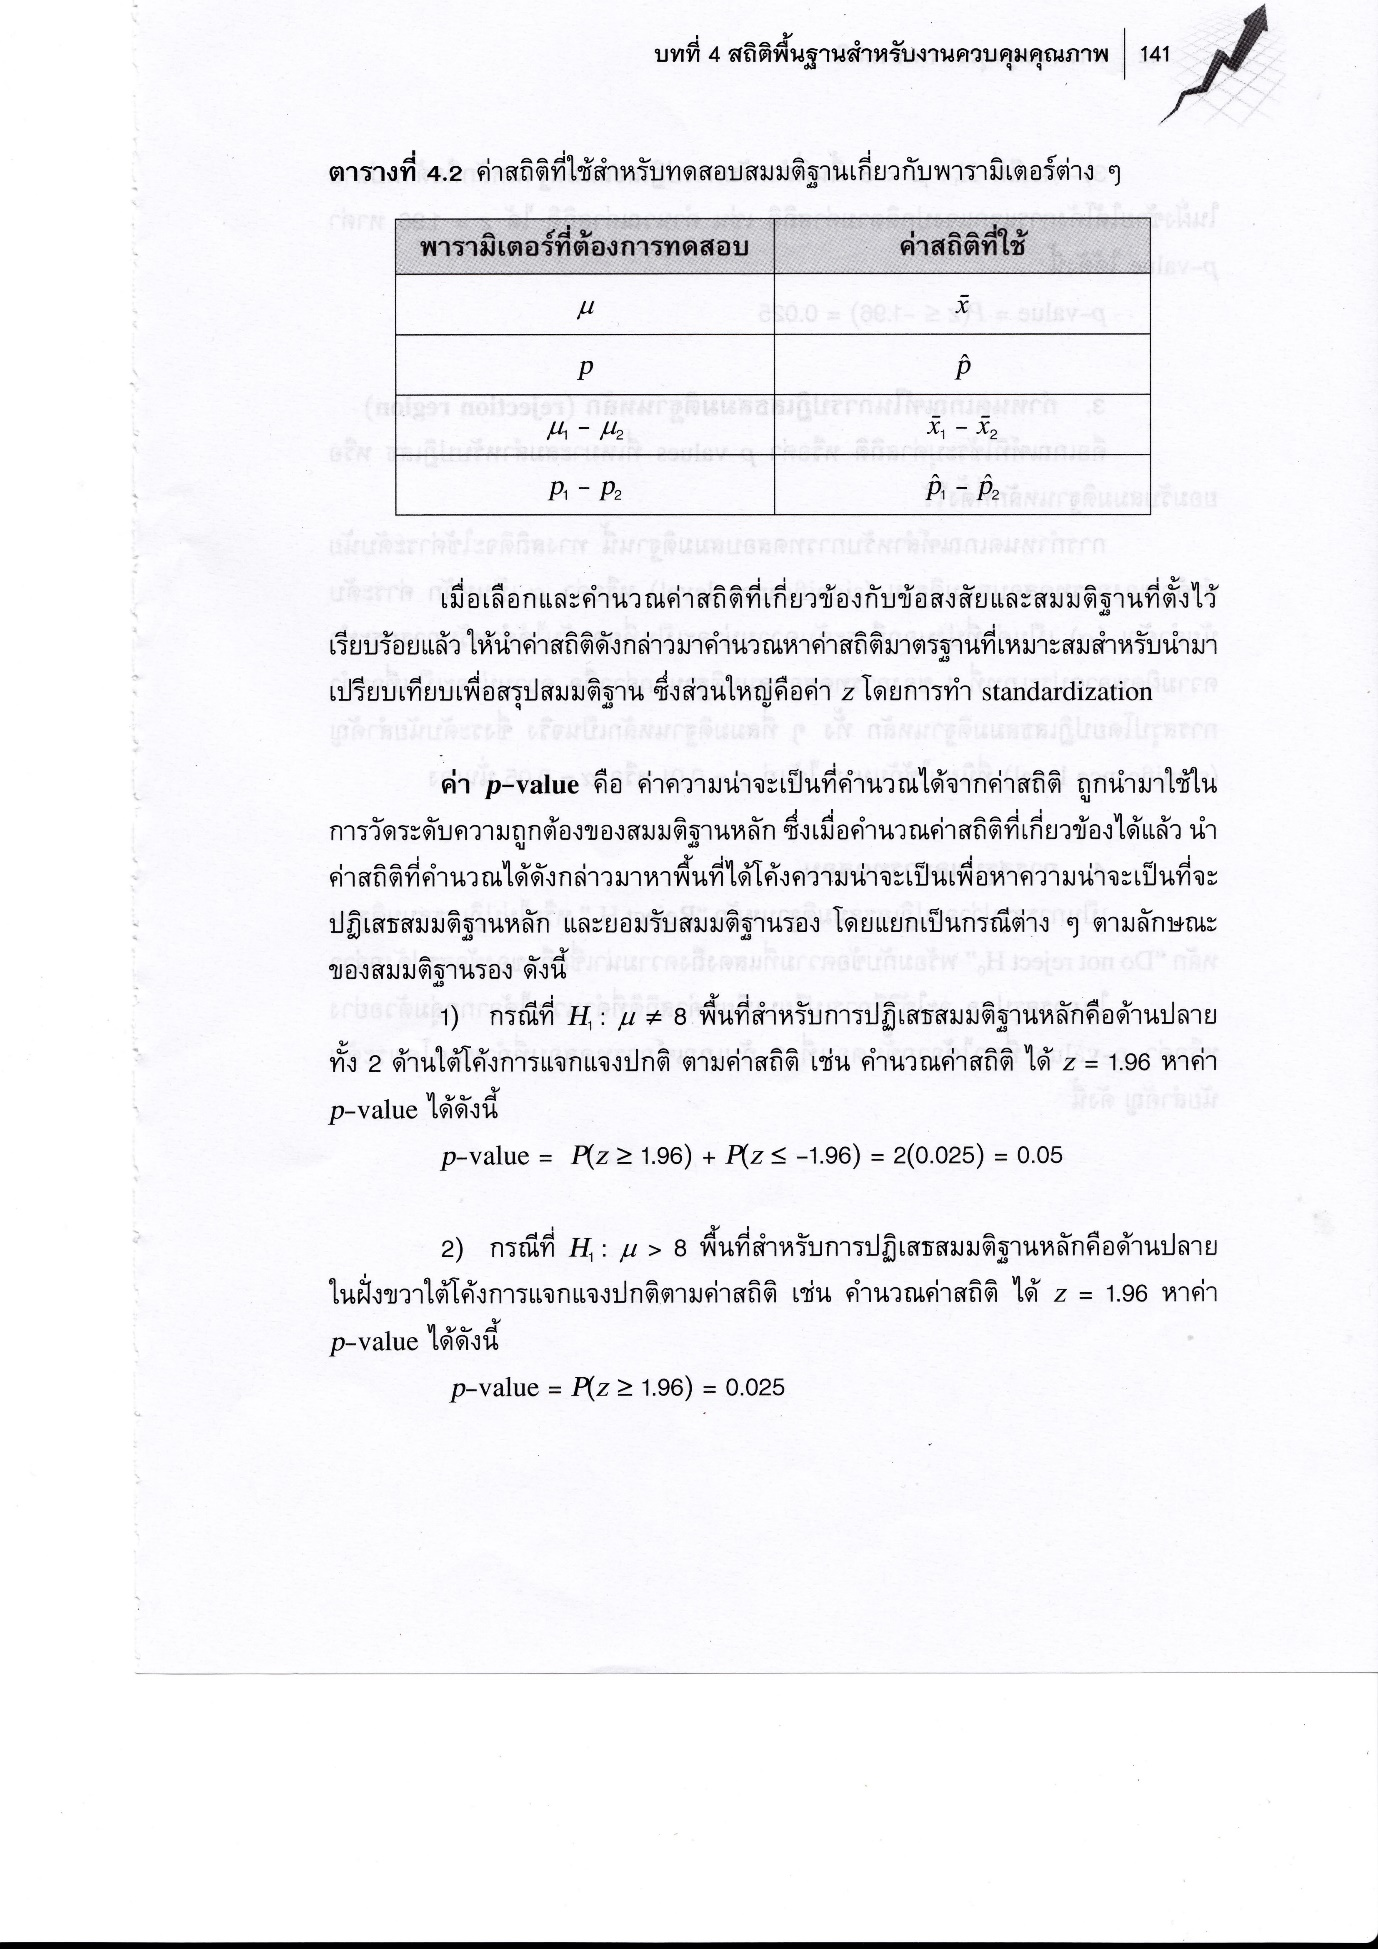 บทที่ 4 สถิติพื้นฐานสำหรับงานควบคุมคุณภาพ 141
ตารางที่ 4.2 ค่าสถิติที่ใช้สำหรับทดสอบสมมติฐานเกี่ยวกับพารามิเตอร์ต่าง ๆ
พารามิเตอร์ที่ต้องการทดสอบ ค่าสถิติที่ใช้
μ x̄
p p̂
μ₁ - μ₂ x̄₁ - x̄₂
p₁ - p₂ p̂₁ - p̂₂
เมื่อเลือกและคำนวณค่าสถิติที่เกี่ยวข้องกับข้อสงสัยและสมมติฐานที่ตั้งไว้
เรียบร้อยแล้ว ให้นำค่าสถิติดังกล่าวมาคำนวณหาค่าสถิติมาตรฐานที่เหมาะสมสำหรับนำมา
เปรียบเทียบเพื่อสรุปสมมติฐาน ซึ่งส่วนใหญ่คือค่า z โดยการทำ standardization
ค่า p-value คือ ค่าความน่าจะเป็นที่คำนวณได้จากค่าสถิติ ถูกนำมาใช้ใน
การวัดระดับความถูกต้องของสมมติฐานหลัก ซึ่งเมื่อคำนวณค่าสถิติที่เกี่ยวข้องได้แล้ว นำ
ค่าสถิติที่คำนวณได้ดังกล่าวมาหาพื้นที่ใต้โค้งความน่าจะเป็นเพื่อหาความน่าจะเป็นที่จะ
ปฏิเสธสมมติฐานหลัก และยอมรับสมมติฐานรอง โดยแยกเป็นกรณีต่าง ๆ ตามลักษณะ
ของสมมติฐานรอง ดังนี้
1) กรณีที่ H₁ : μ ≠ 8 พื้นที่สำหรับการปฏิเสธสมมติฐานหลักคือด้านปลาย
ทั้ง 2 ด้านใต้โค้งการแจกแจงปกติ ตามค่าสถิติ เช่น คำนวณค่าสถิติ ได้ z = 1.96 หาค่า
p-value ได้ดังนี้
p-value = P(z ≥ 1.96) + P(z ≤ -1.96) = 2(0.025) = 0.05
2) กรณีที่ H₁ : μ > 8 พื้นที่สำหรับการปฏิเสธสมมติฐานหลักคือด้านปลาย
ในฝั่งขวาใต้โค้งการแจกแจงปกติตามค่าสถิติ เช่น คำนวณค่าสถิติ ได้ z = 1.96 หาค่า
p-value ได้ดังนี้
p-value = P(z ≥ 1.96) = 0.025